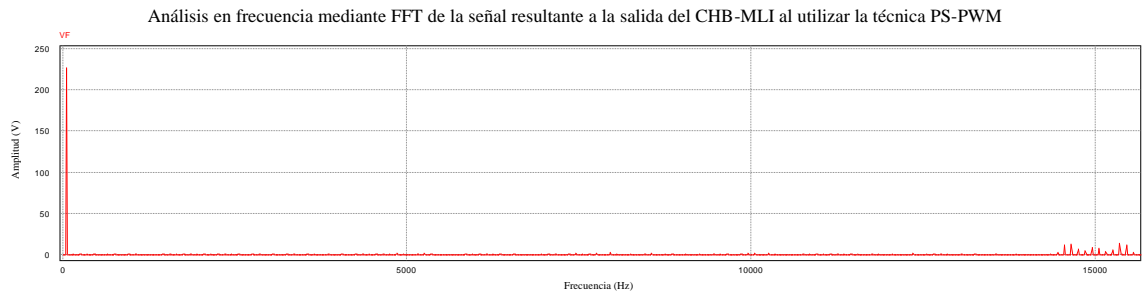 Análisis en frecuencia mediante FFT de la señal resultante a la salida del CHB-MLI al utilizar la técnica PS-PWM
VF
250
200
150
100
50
0
Amplitud (V)
0 5000 10000 15000
Frecuencia (Hz)